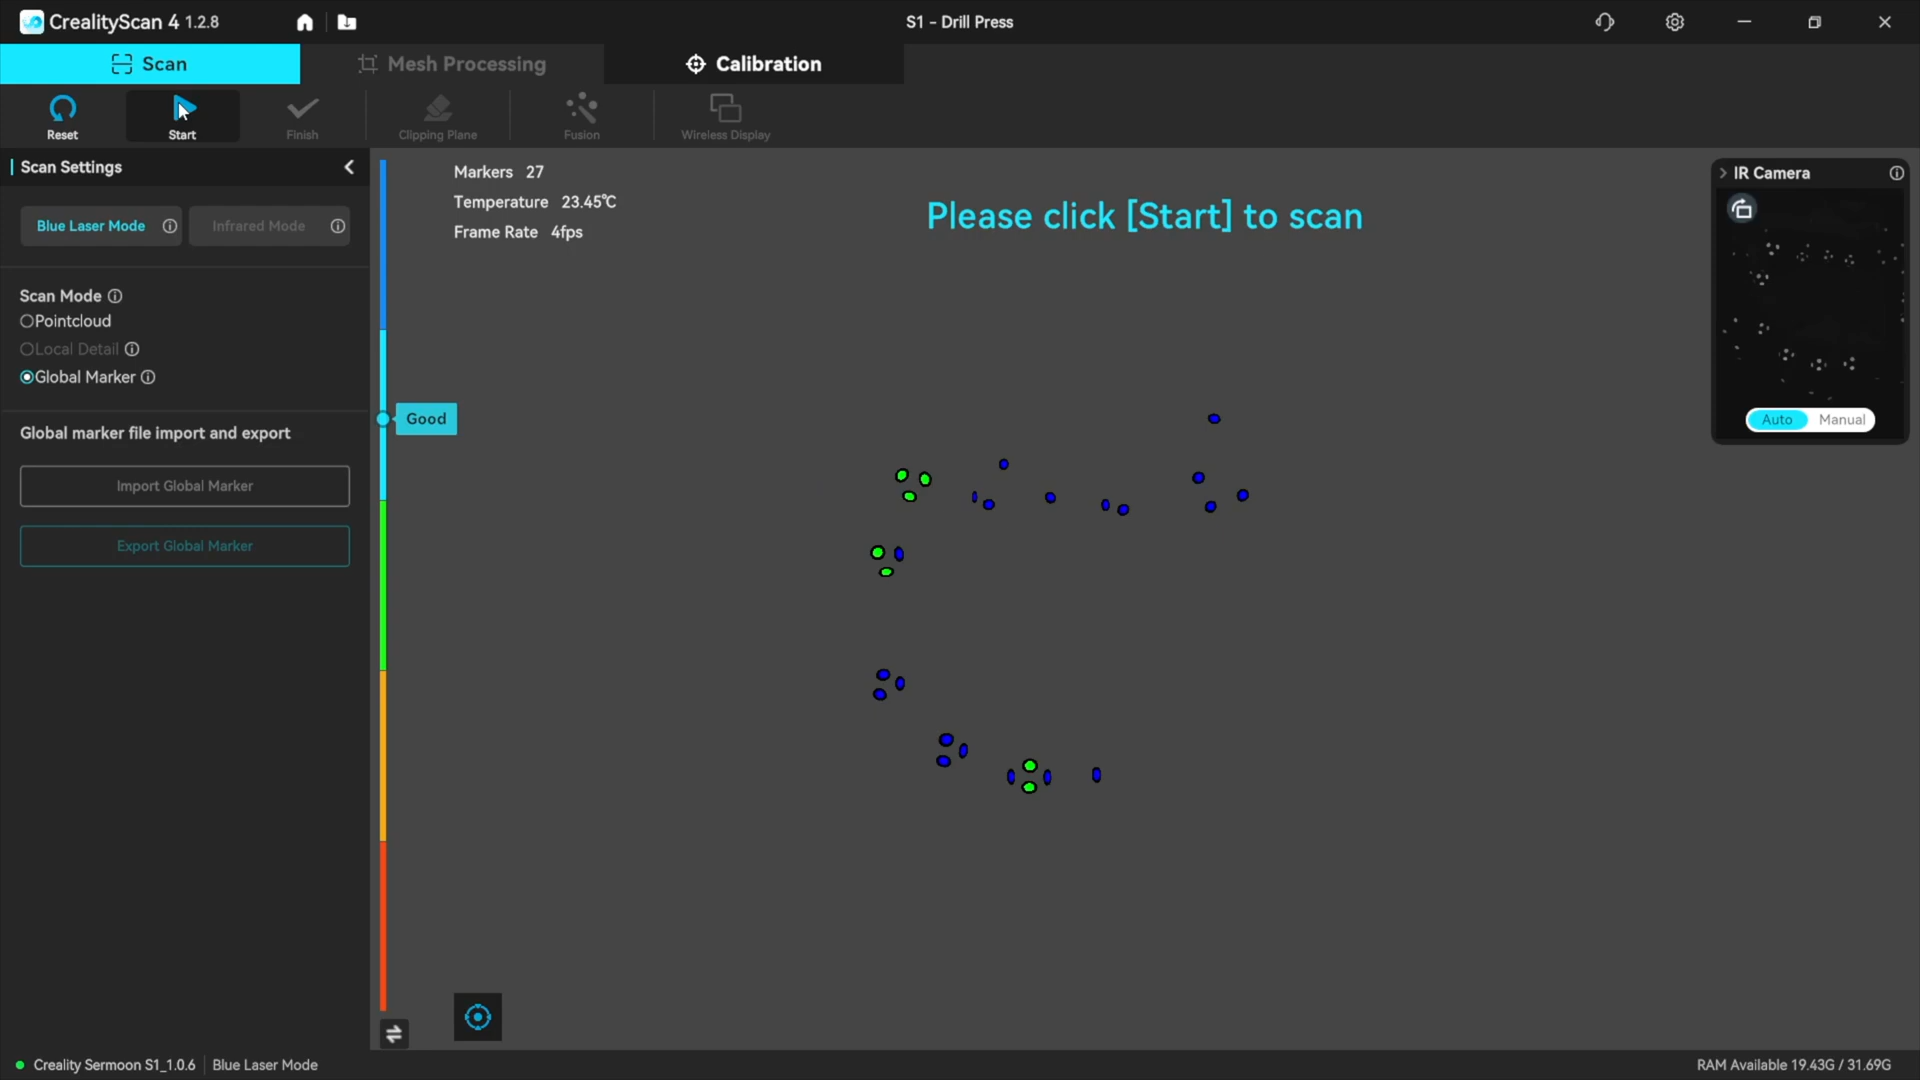 CrealityScan 4 1.2.8
S1 - Drill Press
Scan
Mesh Processing
Calibration
Reset
Start
Finish
Clipping Plane
Fusion
Wireless Display
Scan Settings
Blue Laser Mode
Infrared Mode
Scan Mode
Pointcloud
Local Detail
Global Marker
Global marker file import and export
Import Global Marker
Export Global Marker
Markers 27
Temperature 23.45℃
Frame Rate 4fps
Please click [Start] to scan
Good
IR Camera
Auto
Manual
Creality Sermoon S1_1.0.6
Blue Laser Mode
RAM Available 19.43G / 31.69G